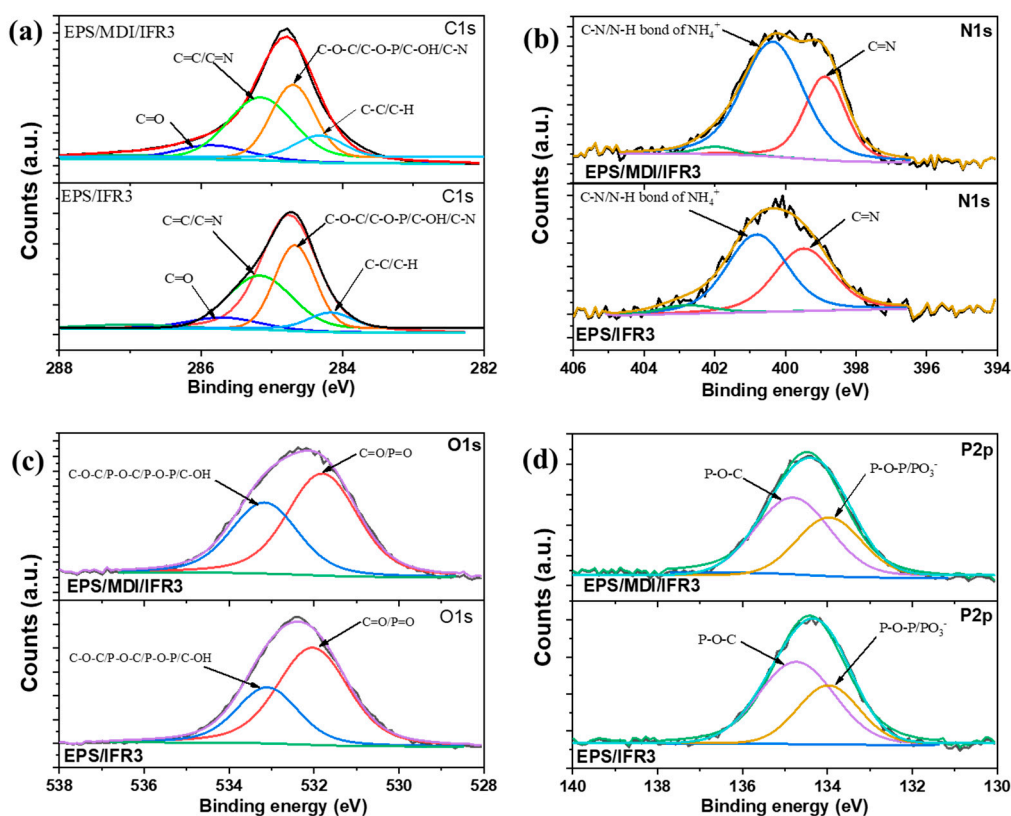 (a)
EPS/MDI/IFR3
C1s
C-O-C/C-O-P/C-OH/C-N
C=C/C=N
C-C/C-H
C=O
EPS/IFR3
C1s
C=C/C=N
C-O-C/C-O-P/C-OH/C-N
C-C/C-H
C=O
Counts (a.u.)
288 286 284 282
Binding energy (eV)
(b)
C-N/N-H bond of NH₄⁺
N1s
C=N
EPS/MDI/IFR3
C-N/N-H bond of NH₄⁺
N1s
C=N
EPS/IFR3
Counts (a.u.)
406 404 402 400 398 396 394
Binding energy (eV)
(c)
O1s
C=O/P=O
C-O-C/P-O-C/P-O-P/C-OH
EPS/MDI/IFR3
O1s
C=O/P=O
C-O-C/P-O-C/P-O-P/C-OH
EPS/IFR3
Counts (a.u.)
538 536 534 532 530 528
Binding energy (eV)
(d)
P2p
P-O-C
P-O-P/PO₃⁻
EPS/MDI/IFR3
P2p
P-O-C
P-O-P/PO₃⁻
EPS/IFR3
Counts (a.u.)
140 138 136 134 132 130
Binding energy (eV)